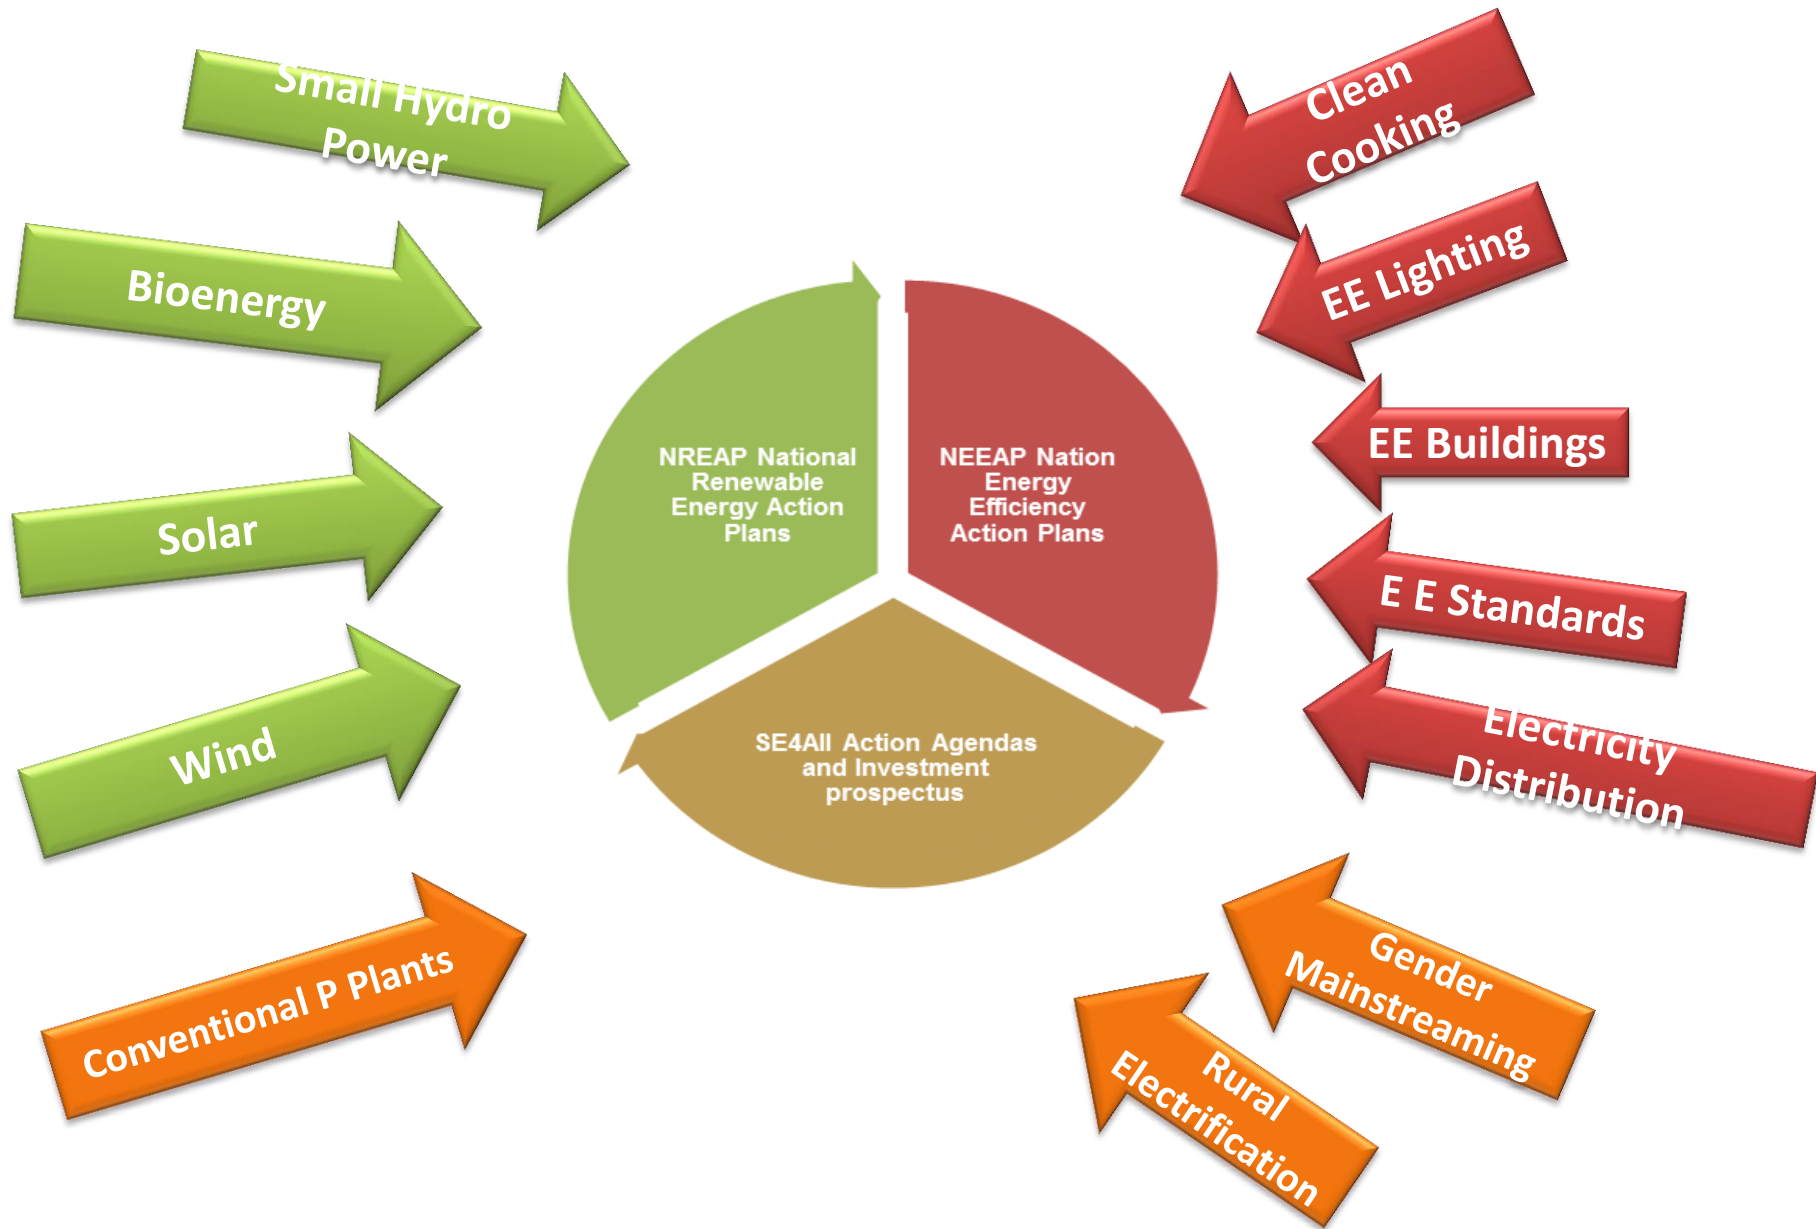 Small Hydro
Power
Bioenergy
Solar
Wind
Conventional P Plants
NREAP National
Renewable
Energy Action
Plans
NEEAP Nation
Energy
Efficiency
Action Plans
SE4All Action Agendas
and Investment
prospectus
Clean
Cooking
EE Lighting
EE Buildings
E E Standards
Electricity
Distribution
Gender
Mainstreaming
Rural
Electrification